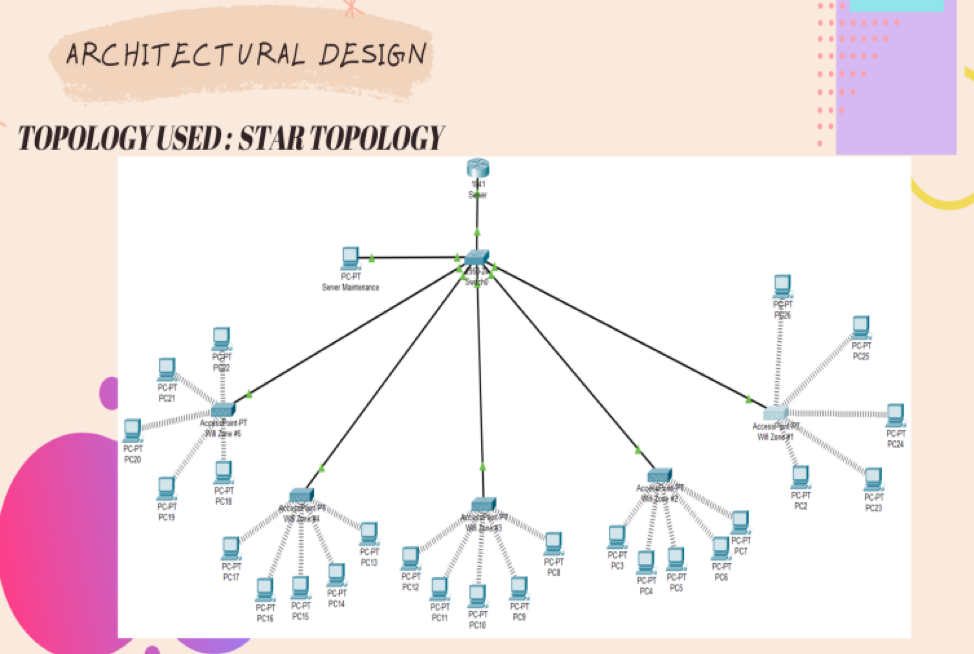 ARCHITECTURAL DESIGN
TOPOLOGY USED : STAR TOPOLOGY
1841
Server
PC-PT
Server Maintenance
Switch0
PC-PT
PC26
PC-PT
PC25
PC-PT
PC22
PC-PT
PC21
AccessPoint-PT
Wifi Zone #5
PC-PT
PC20
AccessPoint-PT
Wifi Zone #1
PC-PT
PC24
PC-PT
PC19
PC-PT
PC18
PC-PT
PC2
PC-PT
PC23
AccessPoint-PT
Wifi Zone #4
AccessPoint-PT
Wifi Zone #3
AccessPoint-PT
Wifi Zone #2
PC-PT
PC17
PC-PT
PC13
PC-PT
PC12
PC-PT
PC8
PC-PT
PC3
PC-PT
PC7
PC-PT
PC16
PC-PT
PC15
PC-PT
PC14
PC-PT
PC11
PC-PT
PC10
PC-PT
PC9
PC-PT
PC4
PC-PT
PC5
PC-PT
PC6